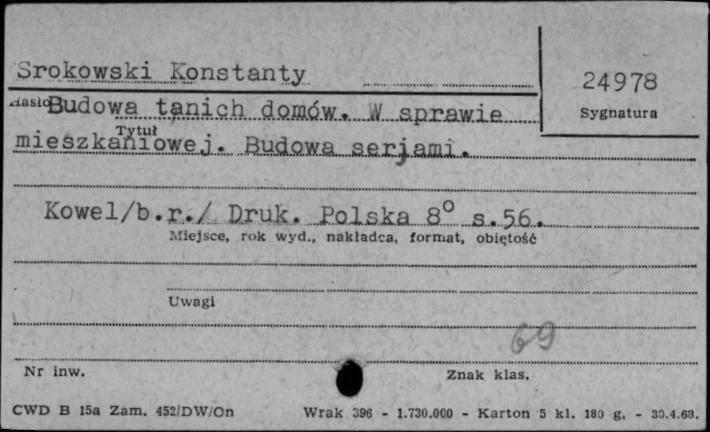 Srokowski Konstanty
24978
Sygnatura
Hasło Budowa tanich domów. W sprawie
Tytuł
mieszkaniowej. Budowa serjami.
Kowel/b.r./ Druk. Polska 8° s.56.
Miejsce, rok wyd., nakładca, format, objętość
Uwagi
69
Nr inw.
Znak klas.
CWD B 15a Zam. 452/DW/On Wrak 396 - 1.730.000 - Karton 5 kl. 180 g. - 30.4.68.